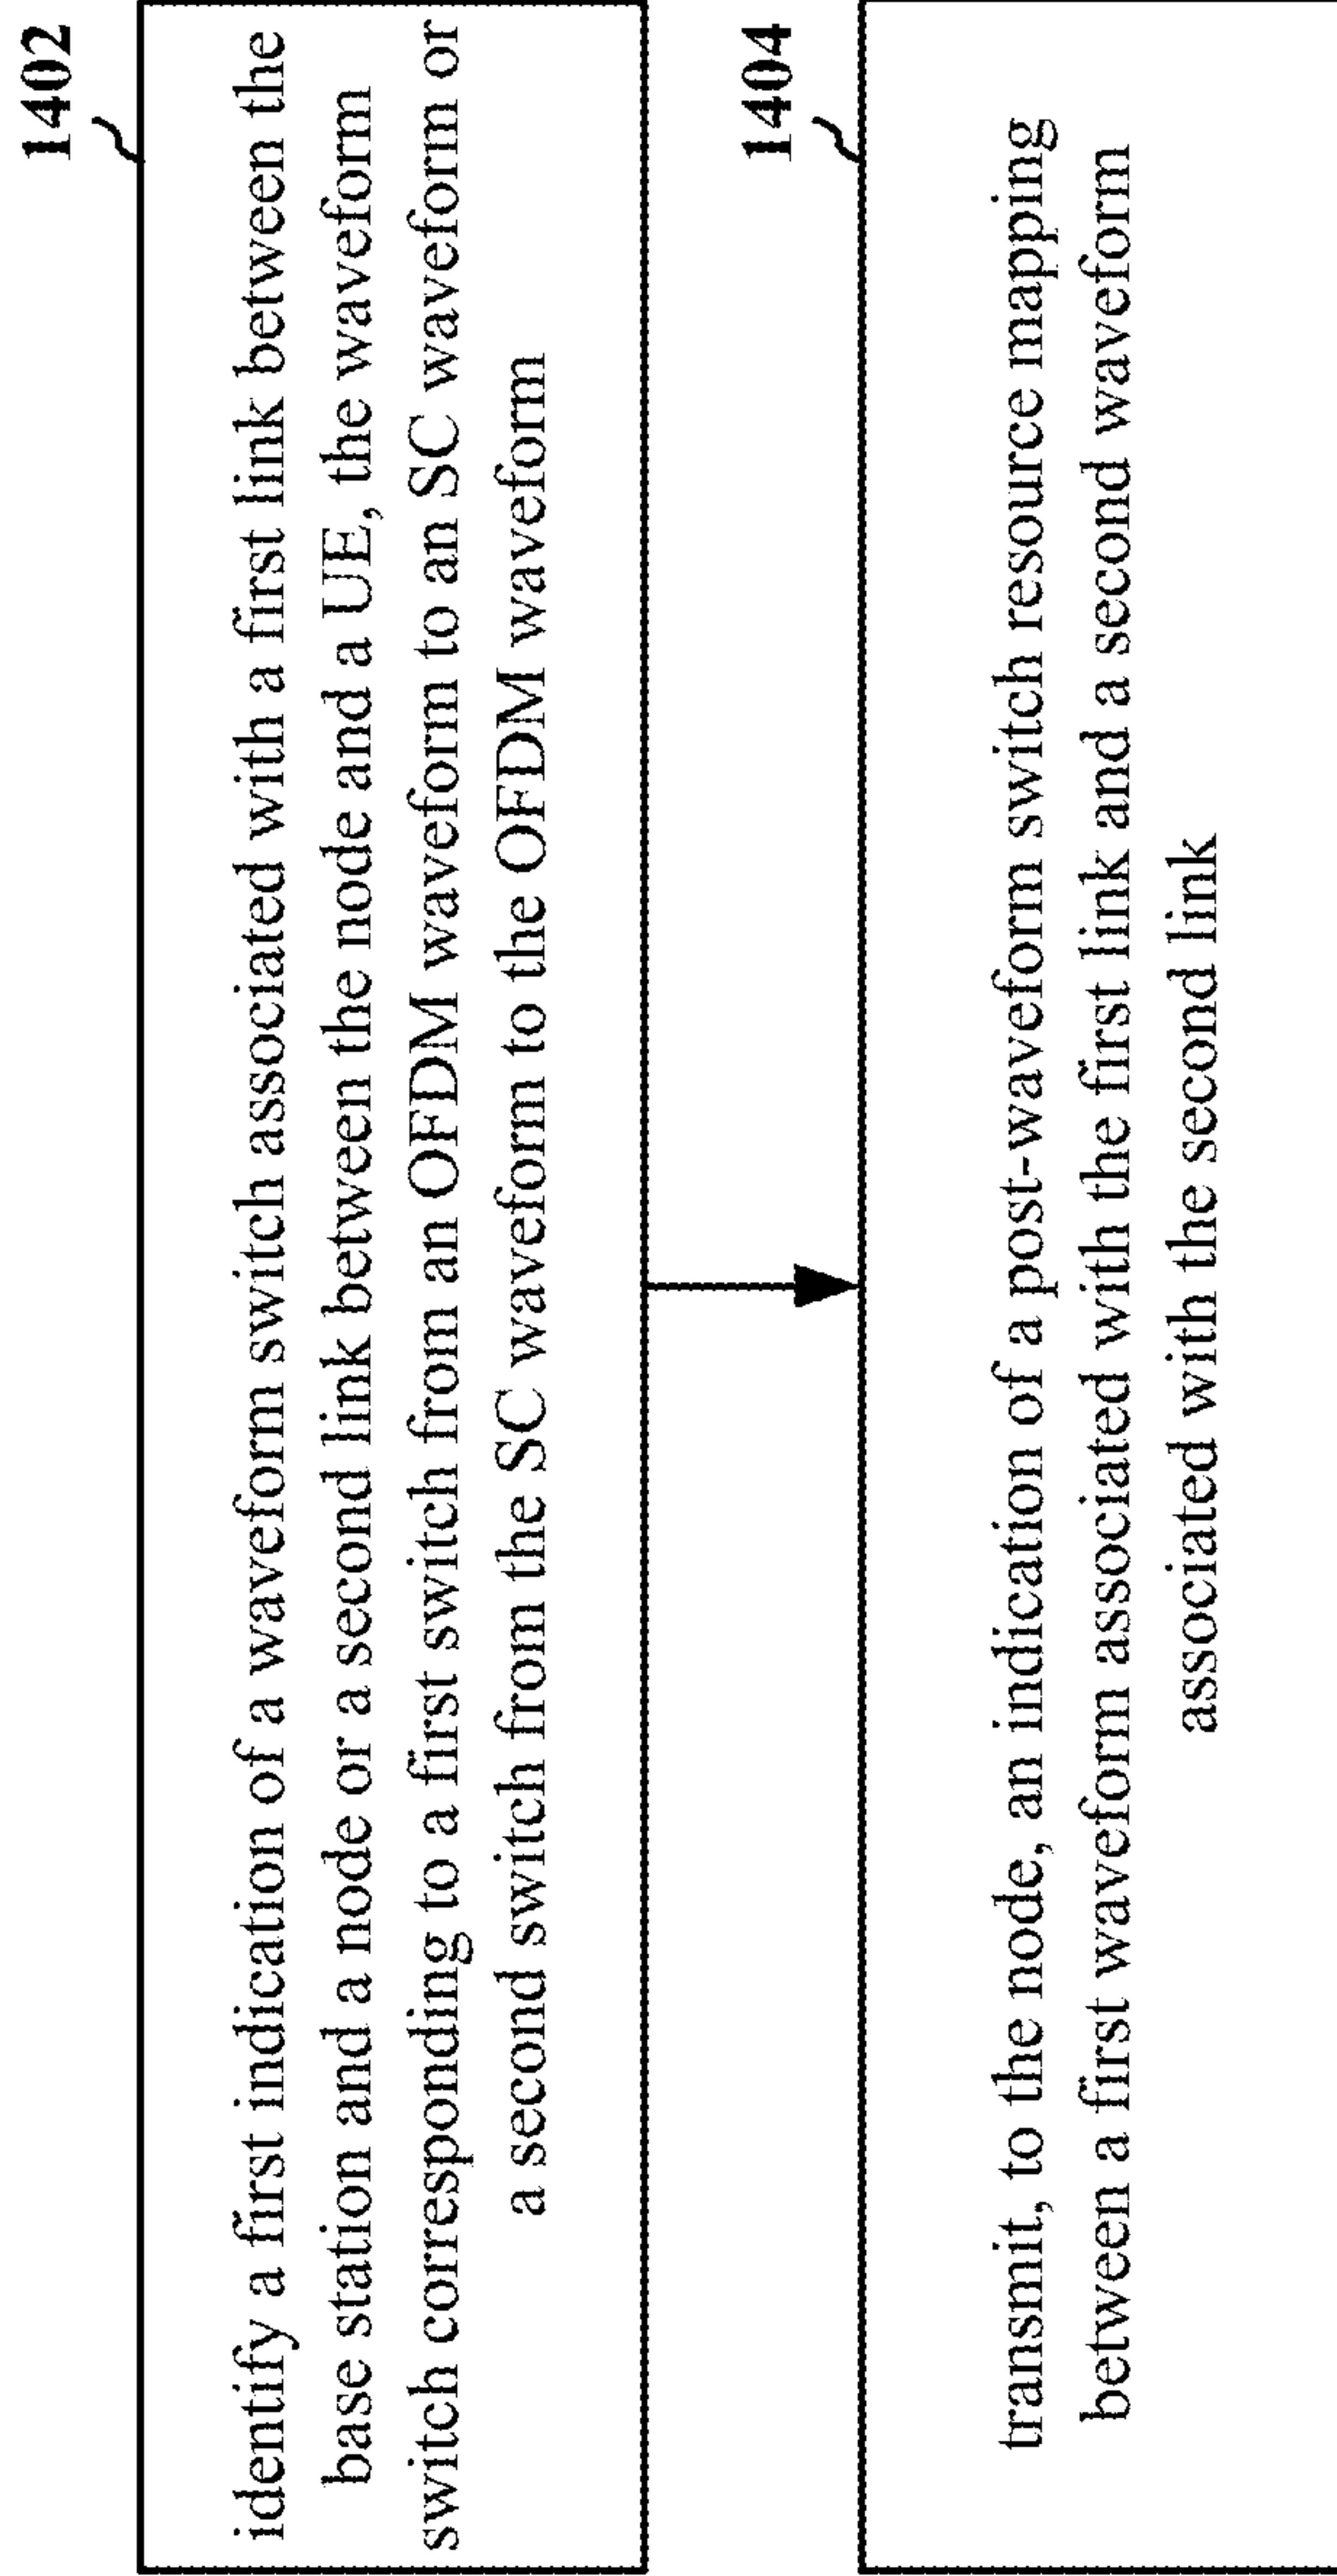 1402
identify a first indication of a waveform switch associated with a first link between the
base station and a node or a second link between the node and a UE, the waveform
switch corresponding to a first switch from an OFDM waveform to an SC waveform or
a second switch from the SC waveform to the OFDM waveform
1404
transmit, to the node, an indication of a post-waveform switch resource mapping
between a first waveform associated with the first link and a second waveform
associated with the second link